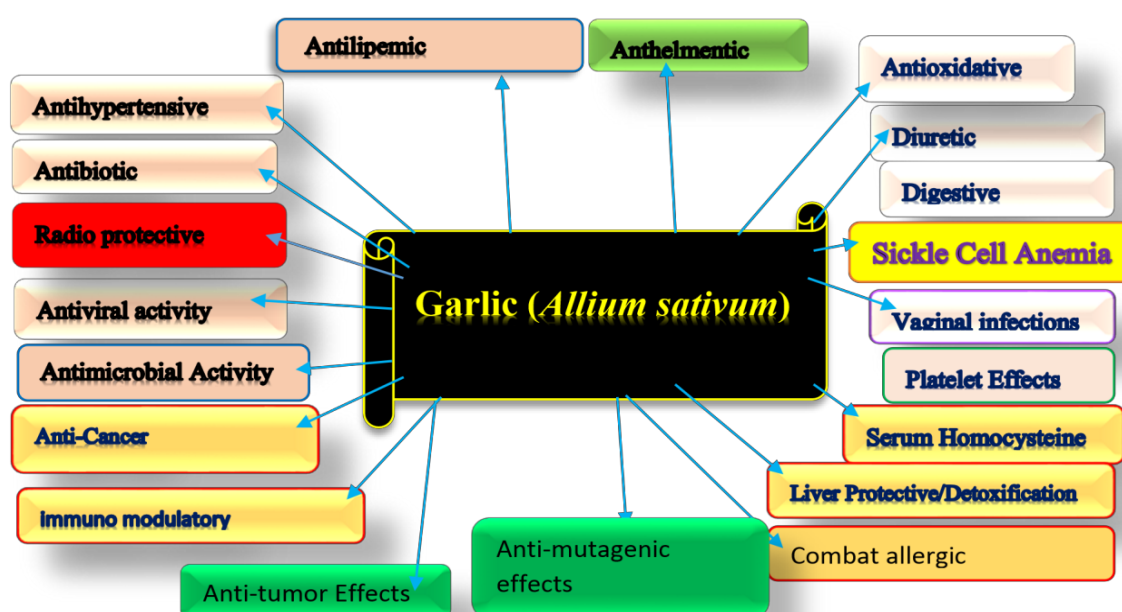 Antilipemic
Anthelmentic
Antioxidative
Antihypertensive
Diuretic
Antibiotic
Digestive
Radio protective
Sickle Cell Anemia
Garlic (Allium sativum)
Antiviral activity
Vaginal infections
Antimicrobial Activity
Platelet Effects
Anti-Cancer
Serum Homocysteine
Liver Protective/Detoxification
Immuno modulatory
Anti-mutagenic
effects
Combat allergic
Anti-tumor Effects